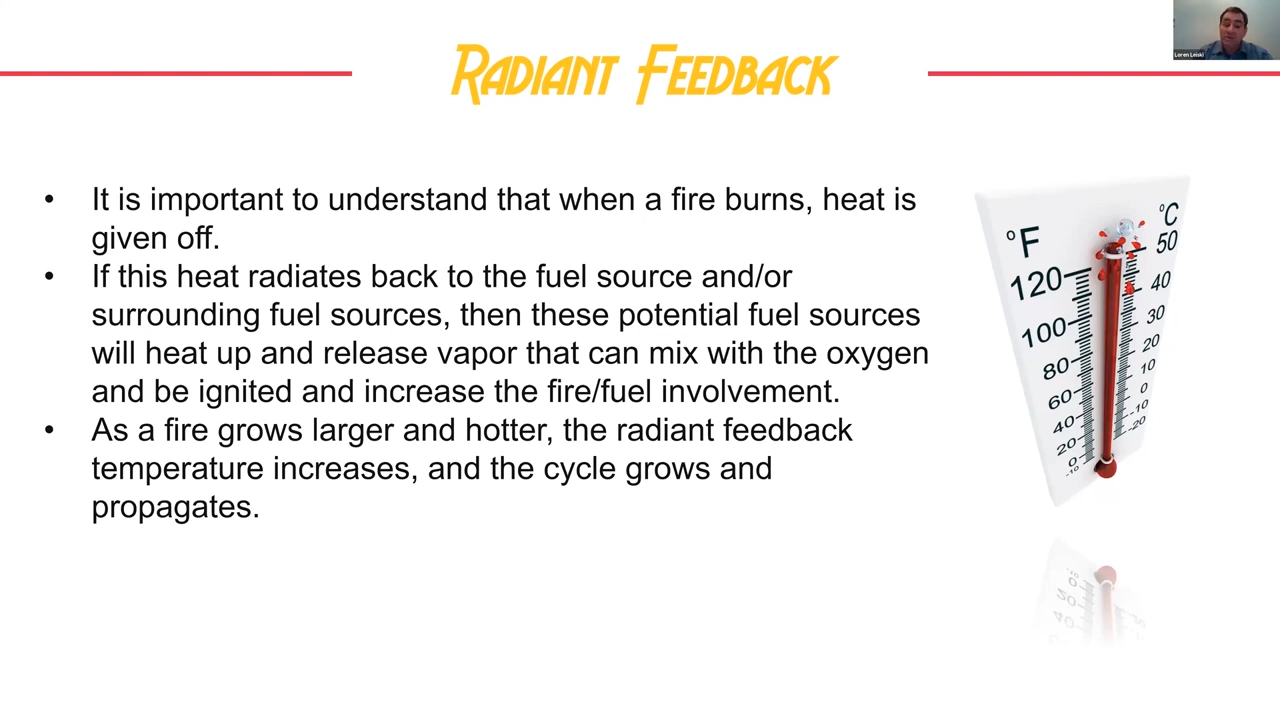 RADIANT FEEDBACK
Loren Leiski
• It is important to understand that when a fire burns, heat is
given off.
• If this heat radiates back to the fuel source and/or
surrounding fuel sources, then these potential fuel sources
will heat up and release vapor that can mix with the oxygen
and be ignited and increase the fire/fuel involvement.
• As a fire grows larger and hotter, the radiant feedback
temperature increases, and the cycle grows and
propagates.
°F
°C
120
100
80
60
40
20
0
-10
50
40
30
20
10
0
-10
-20